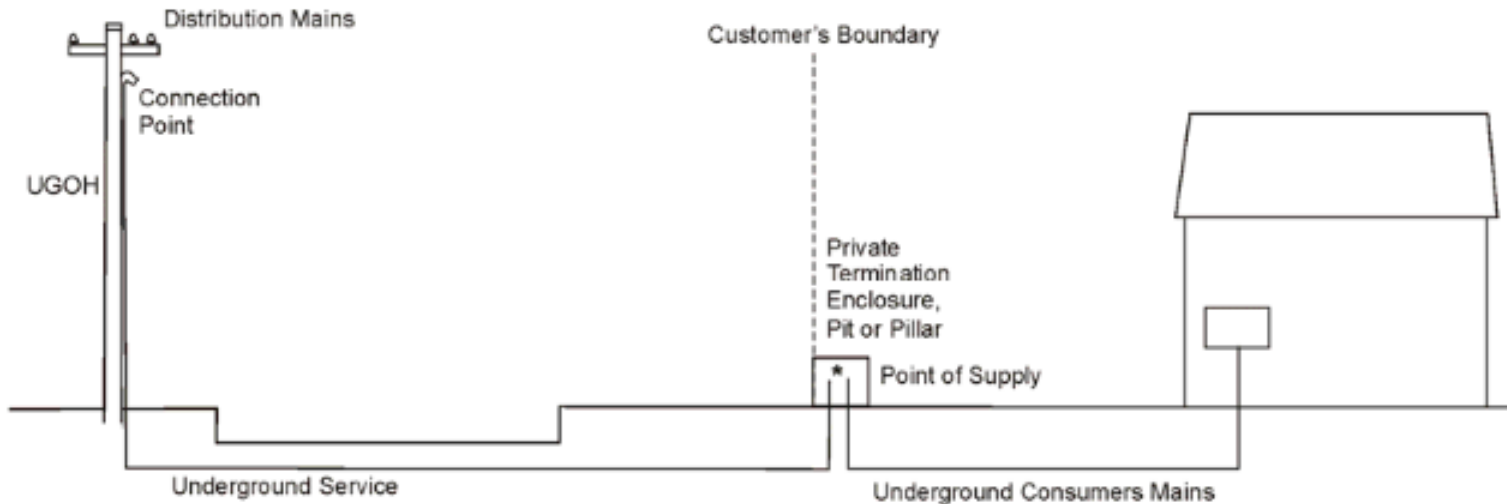 Distribution Mains
Customer's Boundary
Connection
Point
UGOH
Private
Termination
Enclosure,
Pit or Pillar
* Point of Supply
Underground Service
Underground Consumers Mains